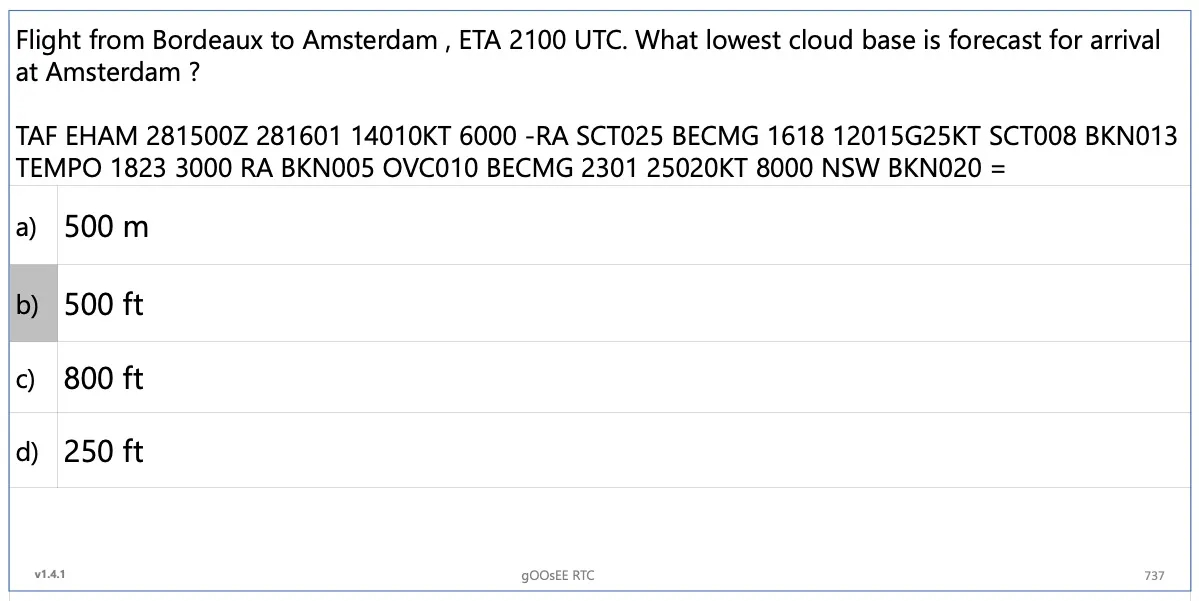 Flight from Bordeaux to Amsterdam , ETA 2100 UTC. What lowest cloud base is forecast for arrival
at Amsterdam ?
TAF EHAM 281500Z 281601 14010KT 6000 -RA SCT025 BECMG 1618 12015G25KT SCT008 BKN013
TEMPO 1823 3000 RA BKN005 OVC010 BECMG 2301 25020KT 8000 NSW BKN020 =
a) 500 m
b) 500 ft
c) 800 ft
d) 250 ft
v1.4.1 gOOsEE RTC 737